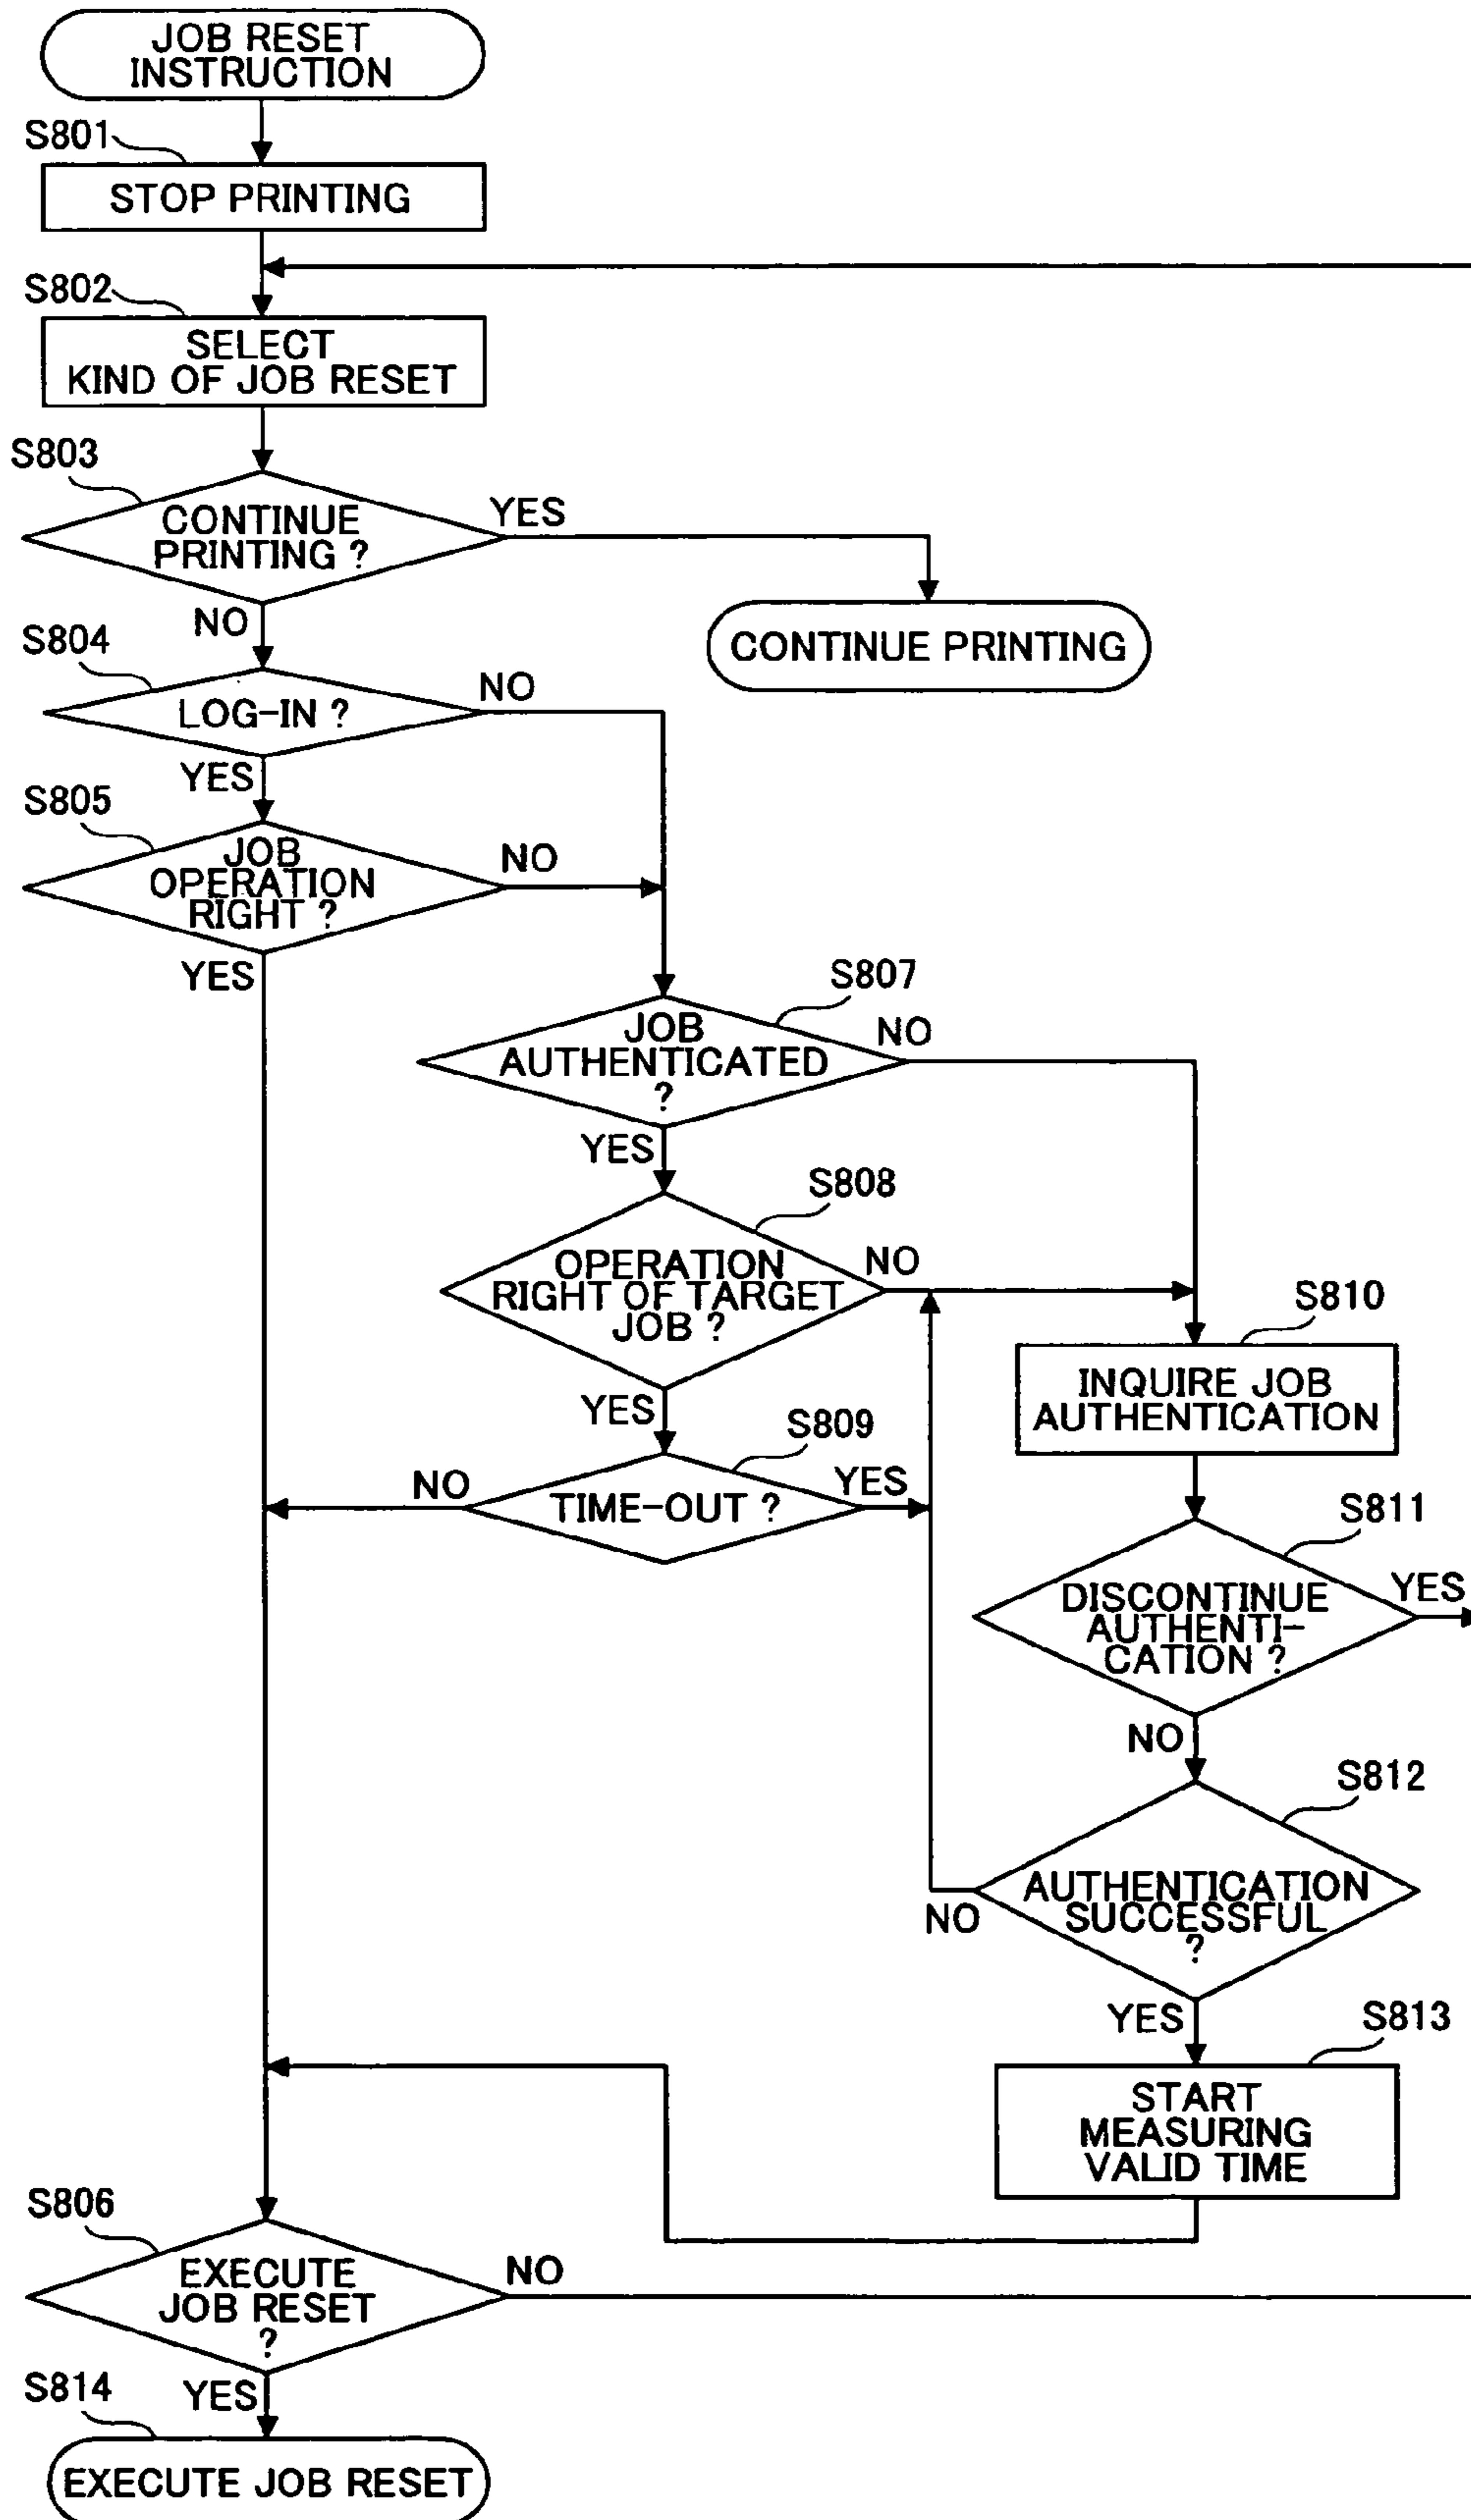 JOB RESET
INSTRUCTION
S801
STOP PRINTING
S802
SELECT
KIND OF JOB RESET
S803
CONTINUE
PRINTING ?
YES
NO
CONTINUE PRINTING
S804
LOG-IN ?
NO
YES
S805
JOB
OPERATION
RIGHT ?
NO
YES
S807
JOB
AUTHENTICATED
?
NO
YES
S808
OPERATION
RIGHT OF TARGET
JOB ?
NO
YES
S809
TIME-OUT ?
NO
YES
S810
INQUIRE JOB
AUTHENTICATION
S811
DISCONTINUE
AUTHENTI-
CATION ?
YES
NO
S812
AUTHENTICATION
SUCCESSFUL
?
NO
YES
S813
START
MEASURING
VALID TIME
S806
EXECUTE
JOB RESET
?
NO
YES
S814
EXECUTE JOB RESET